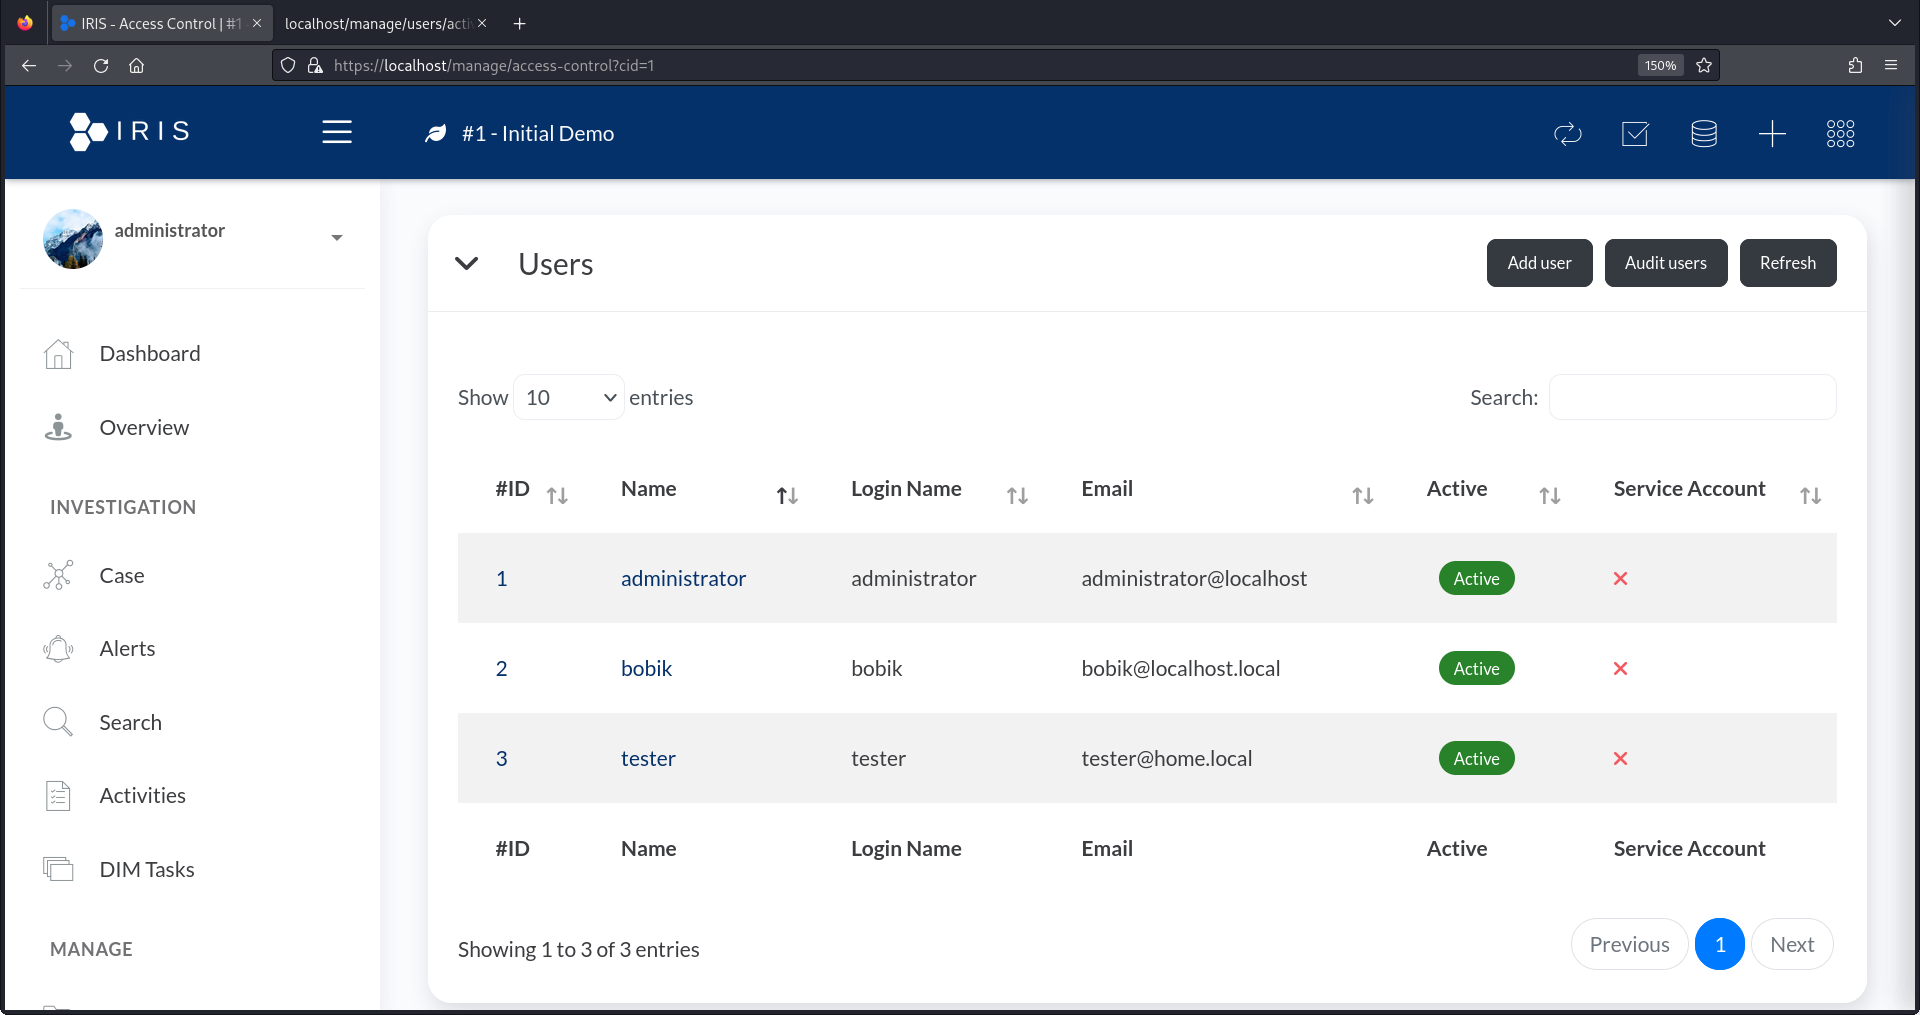 IRIS - Access Control | #1
localhost/manage/users/activ
https://localhost/manage/access-control?cid=1
150%
IRIS
#1 - Initial Demo
administrator
Dashboard
Overview
INVESTIGATION
Case
Alerts
Search
Activities
DIM Tasks
MANAGE
Users
Add user
Audit users
Refresh
Show 10 entries
Search:
#ID Name Login Name Email Active Service Account
1 administrator administrator administrator@localhost Active
2 bobik bobik bobik@localhost.local Active
3 tester tester tester@home.local Active
#ID Name Login Name Email Active Service Account
Showing 1 to 3 of 3 entries
Previous 1 Next